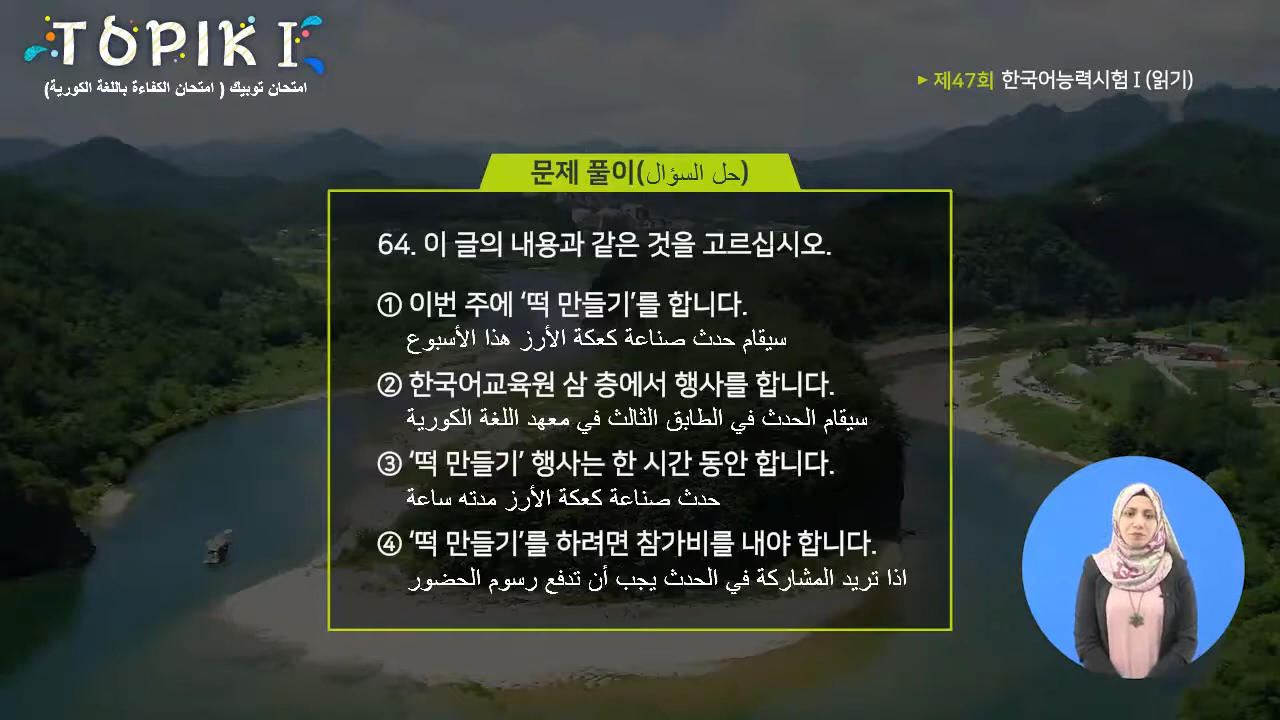 TOPIK I
امتحان توبيك ( امتحان الكفاءة باللغة الكورية)
▶ 제47회 한국어능력시험 I (읽기)
문제 풀이(حل السؤال)
64. 이 글의 내용과 같은 것을 고르십시오.
① 이번 주에 ‘떡 만들기’를 합니다.
سيقام حدث صناعة كعكة الأرز هذا الأسبوع
② 한국어교육원 삼 층에서 행사를 합니다.
سيقام الحدث في الطابق الثالث في معهد اللغة الكورية
③ ‘떡 만들기’ 행사는 한 시간 동안 합니다.
حدث صناعة كعكة الأرز مدته ساعة
④ ‘떡 만들기’를 하려면 참가비를 내야 합니다.
اذا تريد المشاركة في الحدث يجب أن تدفع رسوم الحضور